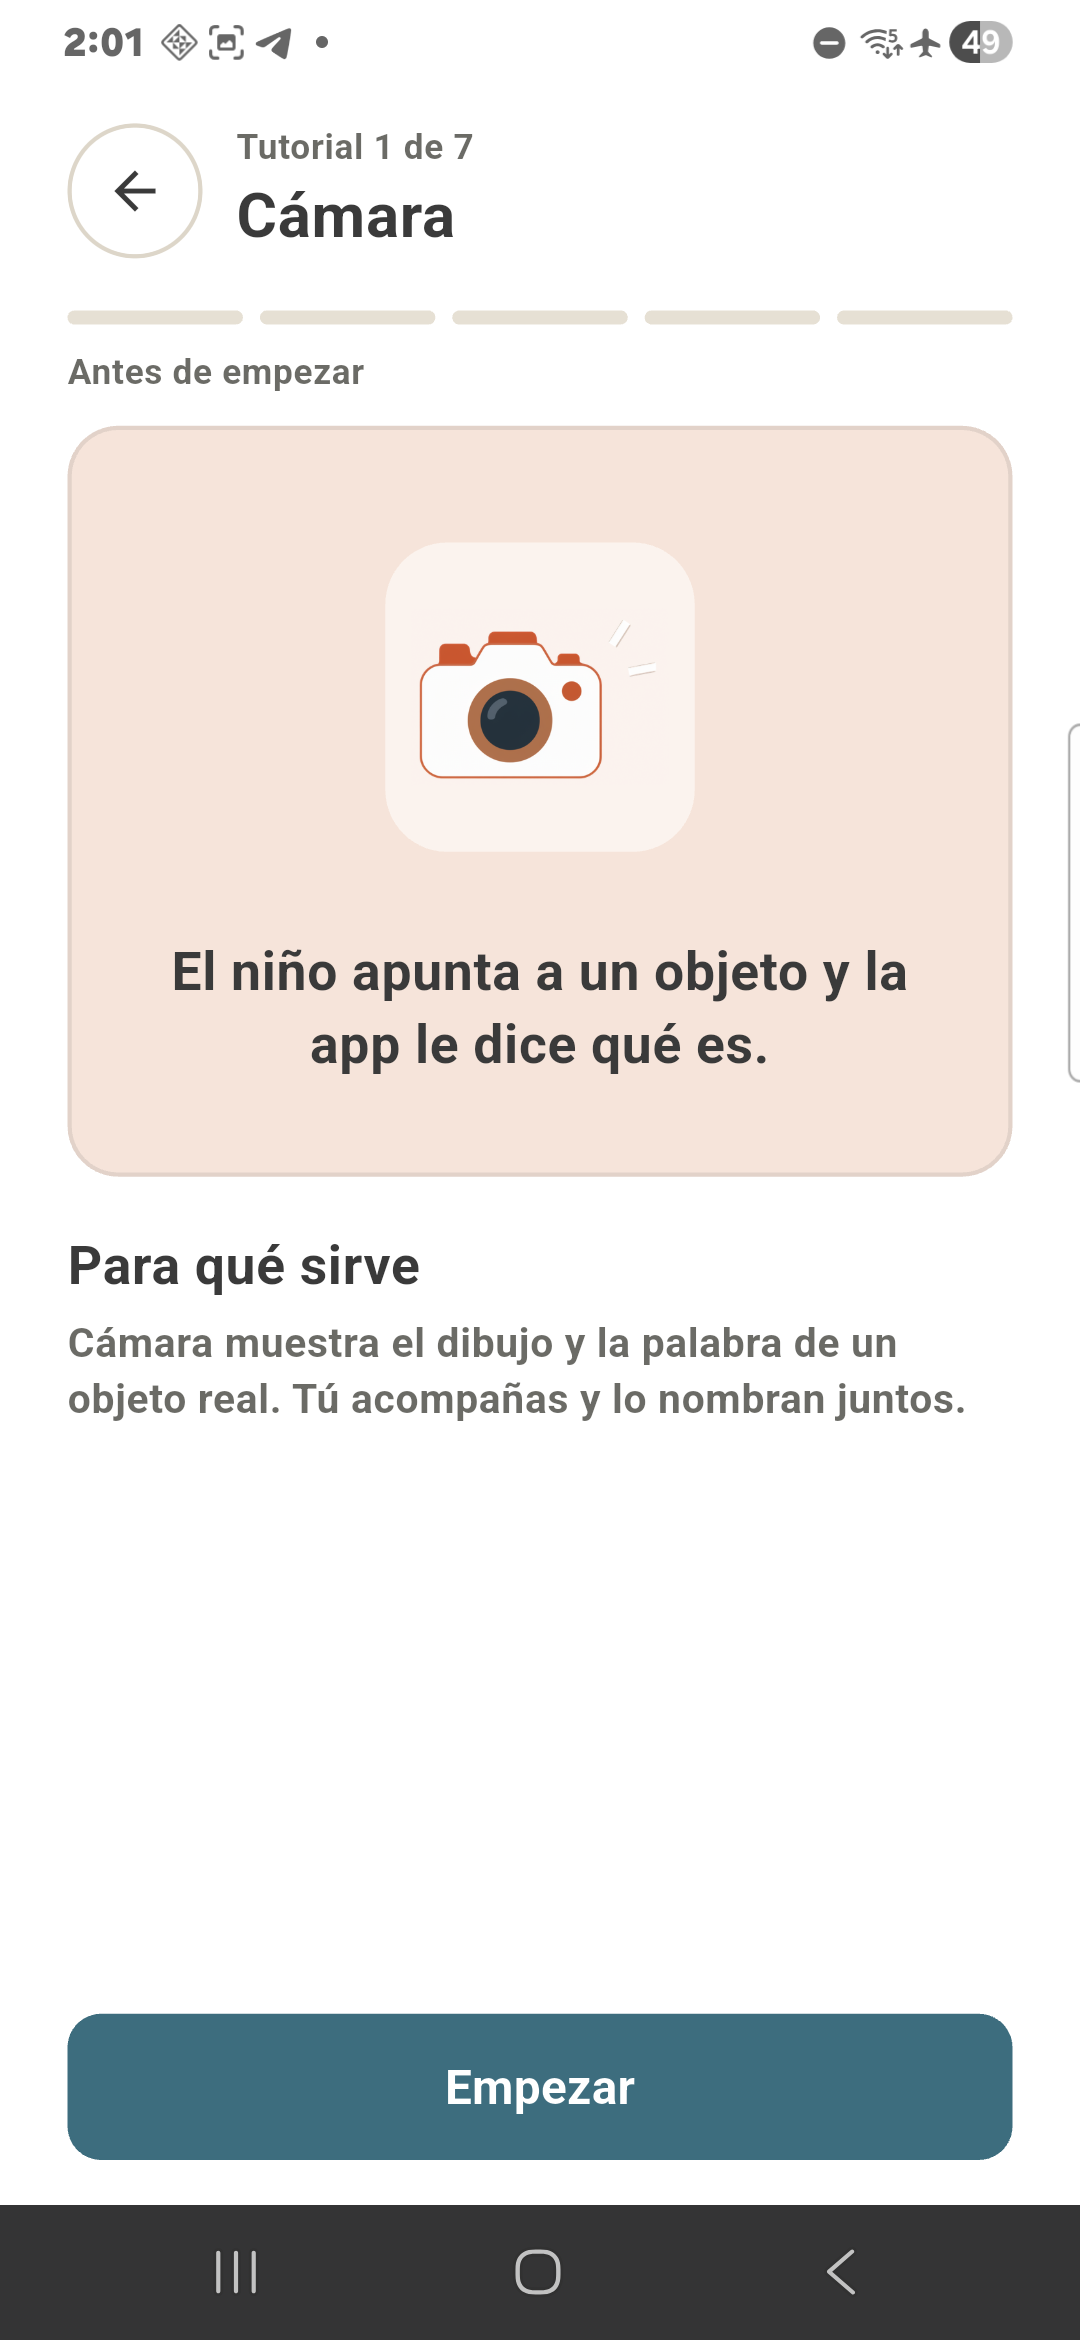 2:01
5
49
Tutorial 1 de 7
Cámara
Antes de empezar
El niño apunta a un objeto y la
app le dice qué es.
Para qué sirve
Cámara muestra el dibujo y la palabra de un
objeto real. Tú acompañas y lo nombran juntos.
Empezar